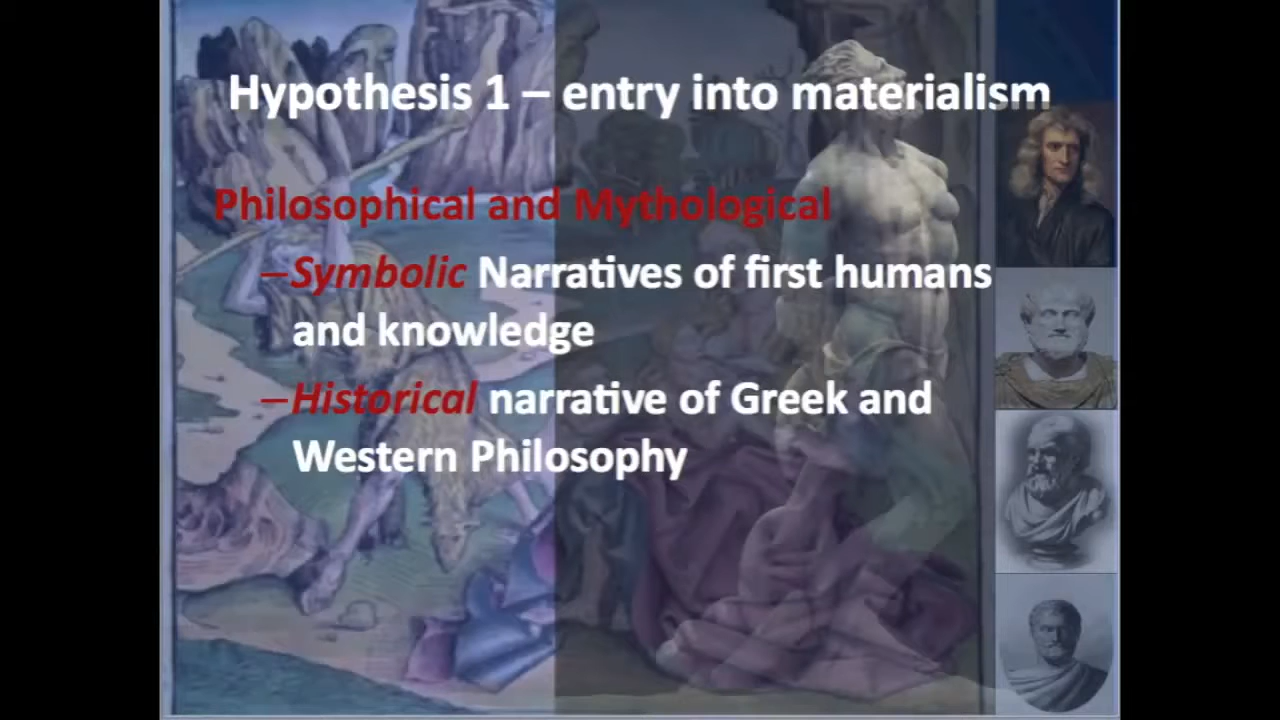 Hypothesis 1 – entry into materialism
Philosophical and Mythological
–Symbolic Narratives of first humans
and knowledge
–Historical narrative of Greek and
Western Philosophy